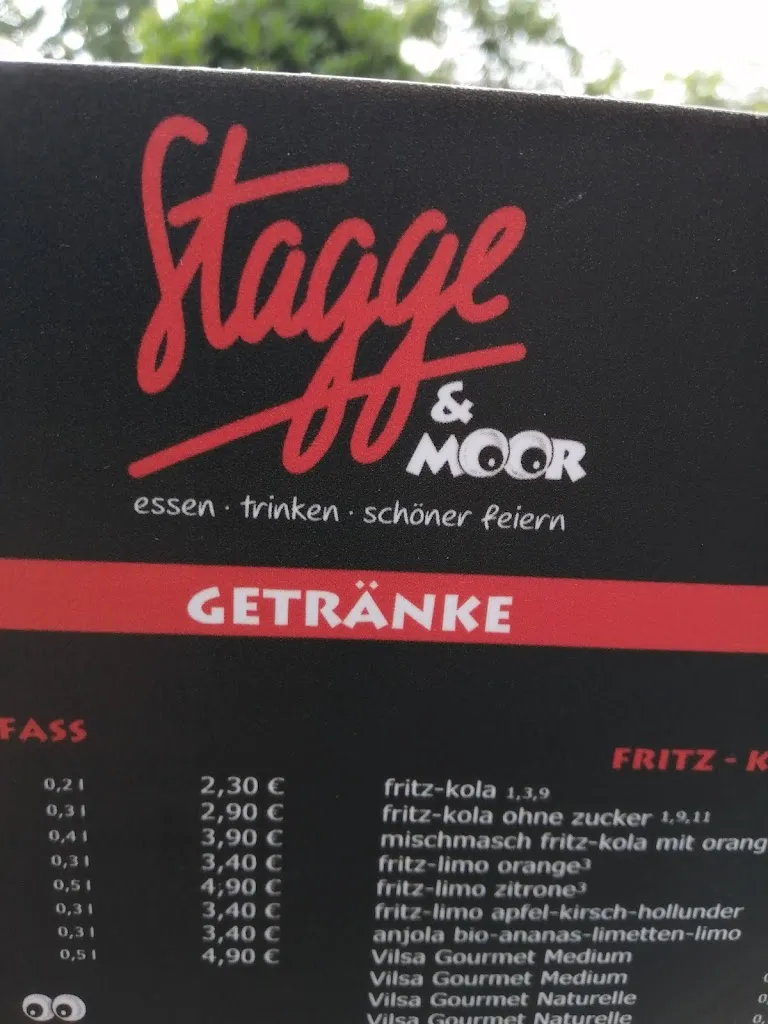 Stagge
& MOOR
essen · trinken · schöner feiern
GETRÄNKE
FASS
0,2 l 2,30 €
0,3 l 2,90 €
0,4 l 3,90 €
0,3 l 3,40 €
0,5 l 4,90 €
0,3 l 3,40 €
0,3 l 3,40 €
0,5 l 4,90 €
FRITZ - K
fritz-kola 1,3,9
fritz-kola ohne zucker 1,9,11
mischmasch fritz-kola mit orang
fritz-limo orange³
fritz-limo zitrone³
fritz-limo apfel-kirsch-hollunder
anjola bio-ananas-limetten-limo
Vilsa Gourmet Medium
Vilsa Gourmet Medium
Vilsa Gourmet Naturelle
Vilsa Gourmet Naturelle